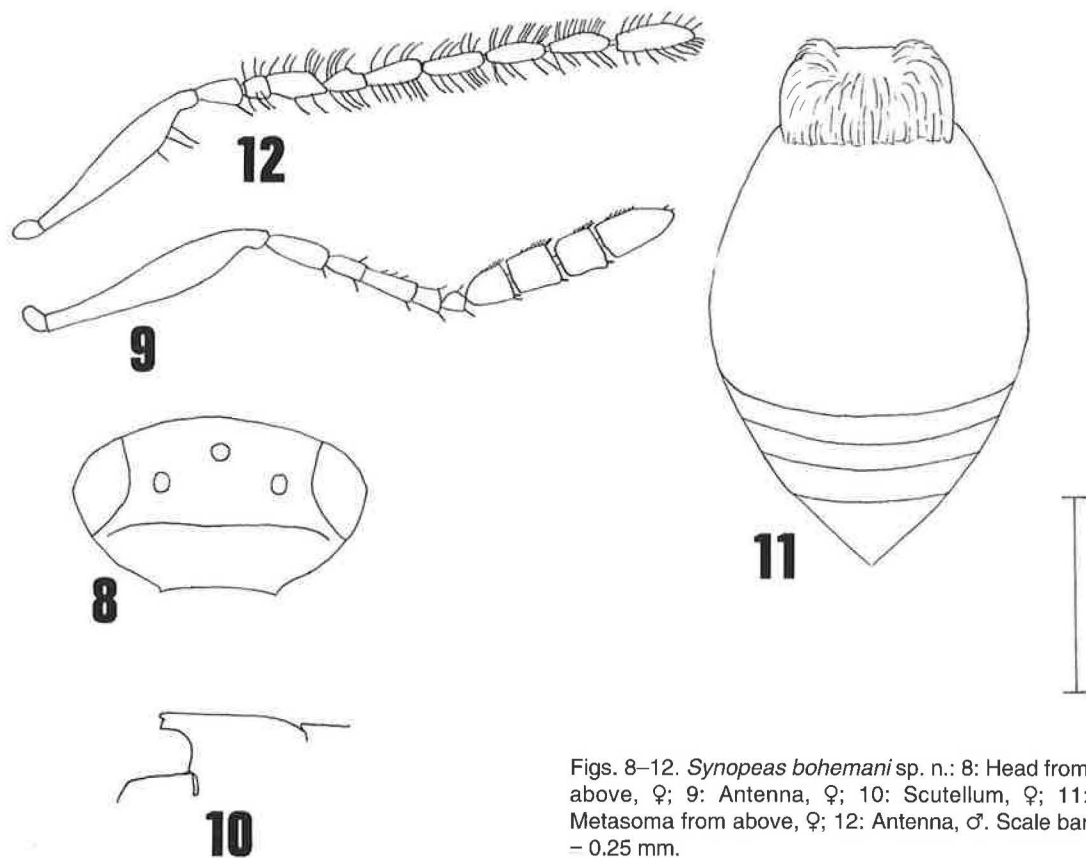 12
9
8
11
10
Figs. 8–12. Synopeas bohemani sp. n.: 8: Head from
above, ♀; 9: Antenna, ♀; 10: Scutellum, ♀; 11:
Metasoma from above, ♀; 12: Antenna, ♂. Scale bar
– 0.25 mm.